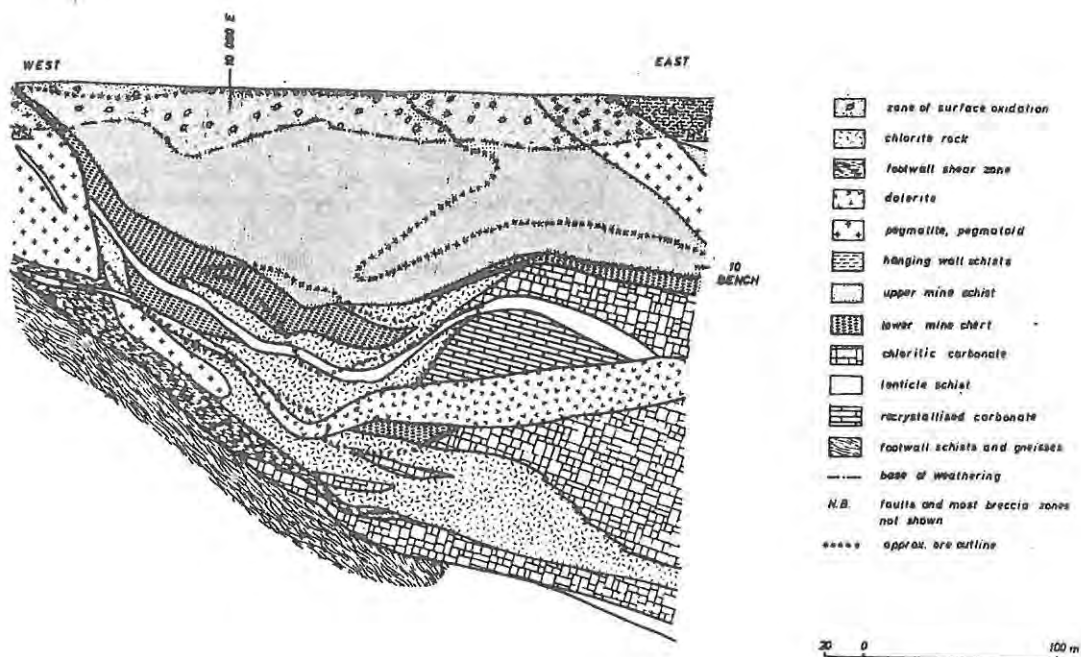 WEST
10 000 E
EAST
10
BENCH
zone of surface oxidation
chlorite rock
footwall shear zone
dolerite
pegmatite, pegmatoid
hanging wall schists
upper mine schist
lower mine chert
chloritic carbonate
lenticle schist
recrystallised carbonate
footwall schists and gneisses
base of weathering
N.B. faults and most breccia zones
not shown
approx. ore outline
20 0 100 m